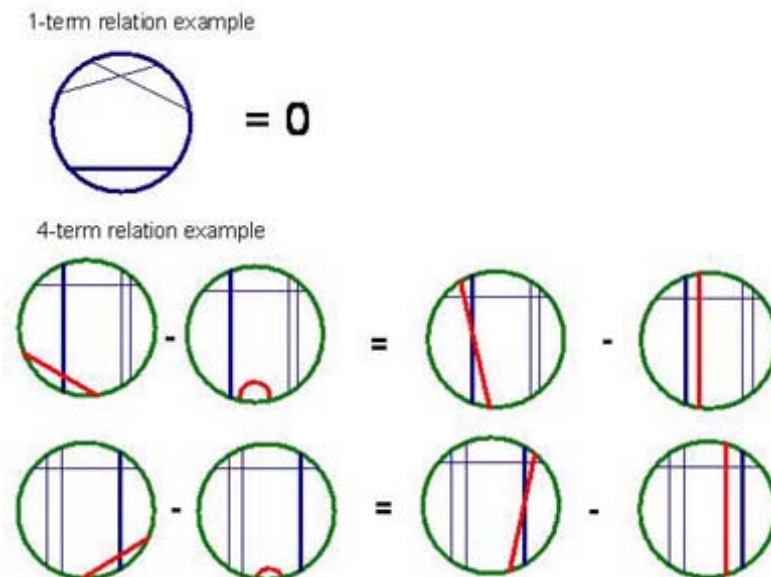 1-term relation example
= 0
4-term relation example
- = -
- = -